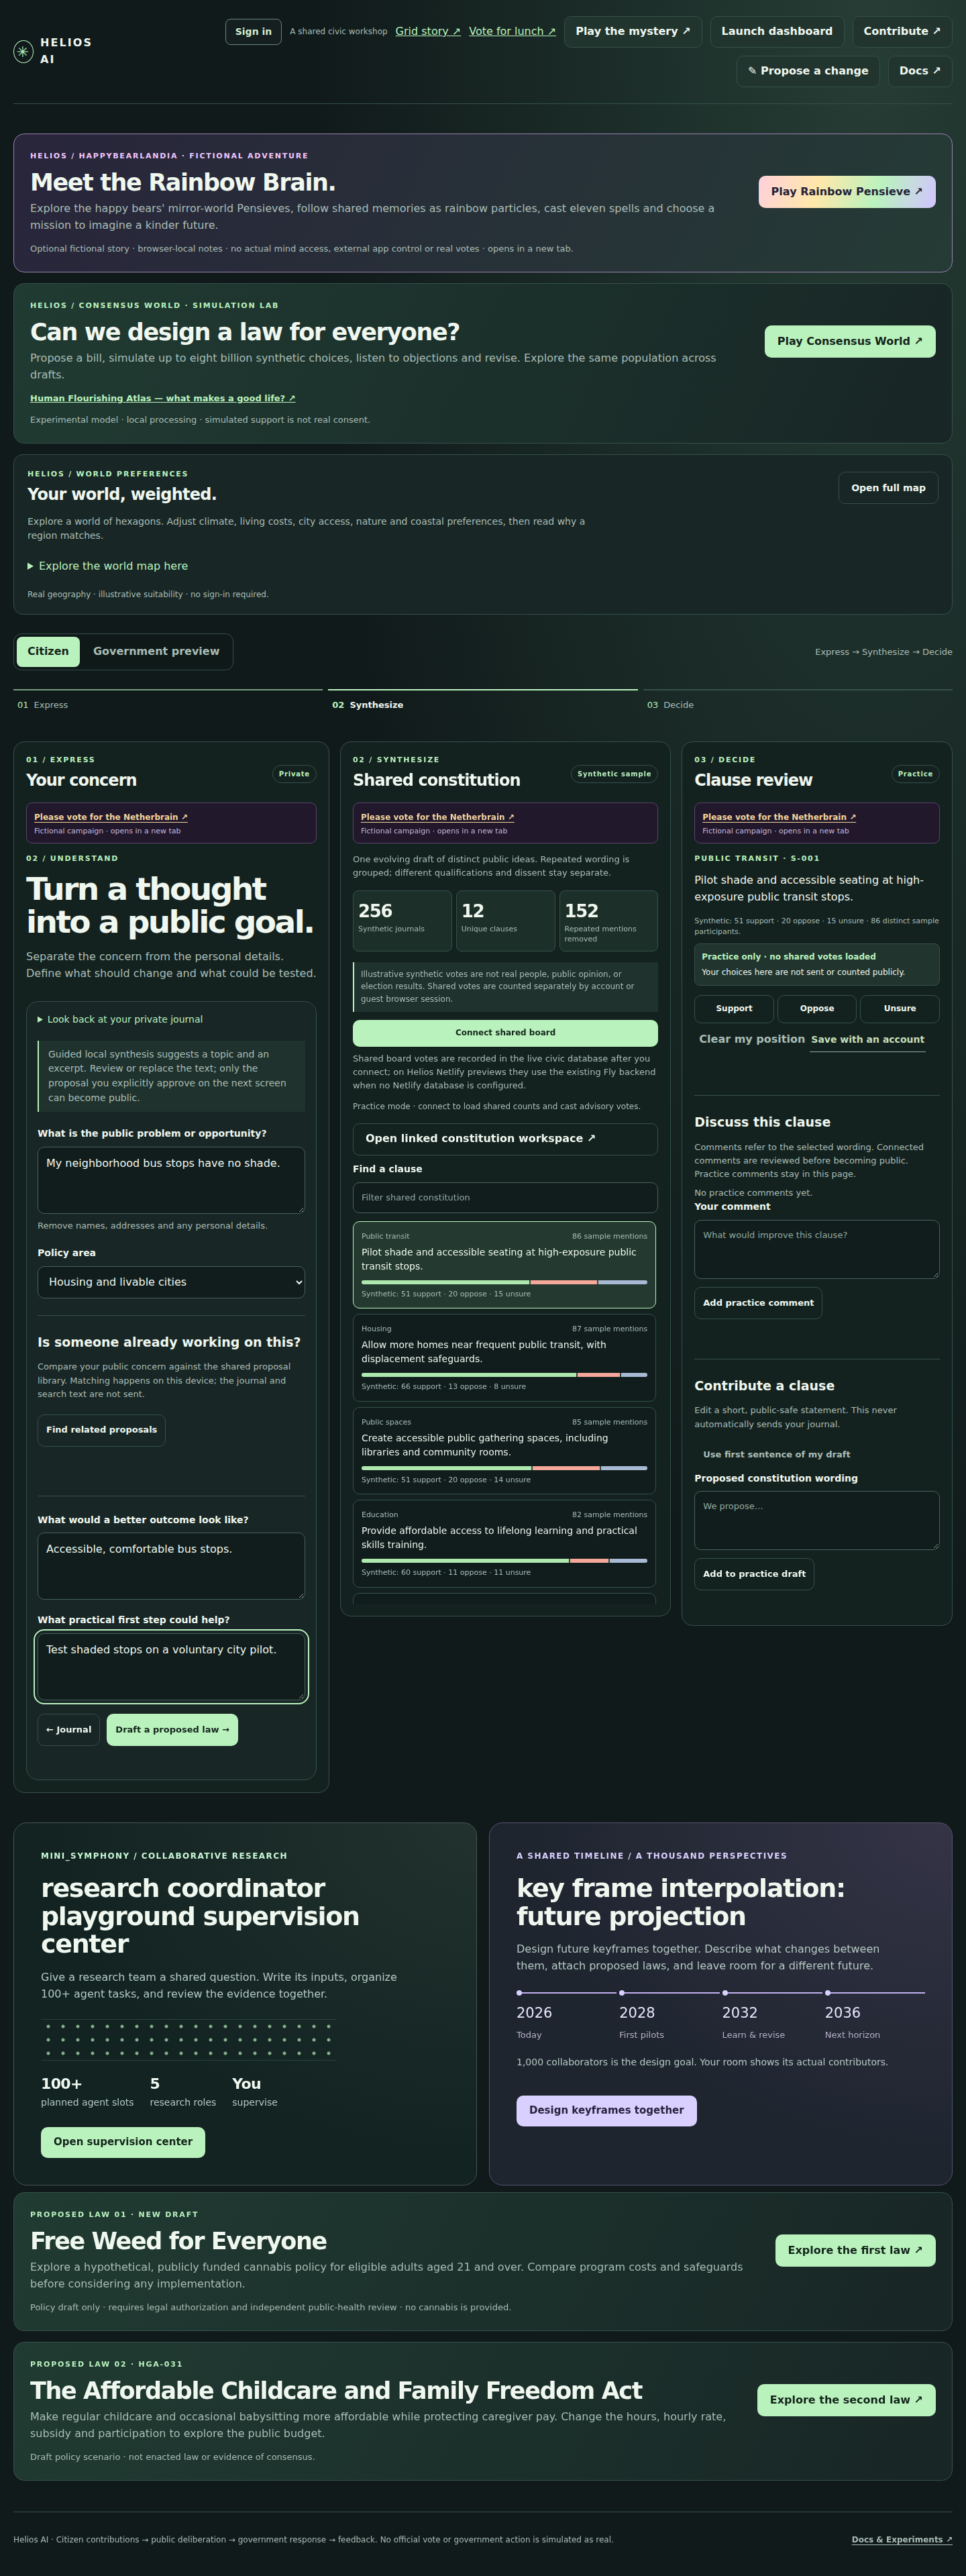 HELIOS
AI
Sign in
A shared civic workshop
Grid story ↗
Vote for lunch ↗
Play the mystery ↗
Launch dashboard
Contribute ↗
✎ Propose a change
Docs ↗
HELIOS / HAPPYBEARLANDIA · FICTIONAL ADVENTURE
Meet the Rainbow Brain.
Explore the happy bears' mirror-world Pensieves, follow shared memories as rainbow particles, cast eleven spells and choose a
mission to imagine a kinder future.
Optional fictional story · browser-local notes · no actual mind access, external app control or real votes · opens in a new tab.
Play Rainbow Pensieve ↗
HELIOS / CONSENSUS WORLD · SIMULATION LAB
Can we design a law for everyone?
Propose a bill, simulate up to eight billion synthetic choices, listen to objections and revise. Explore the same population across
drafts.
Human Flourishing Atlas — what makes a good life? ↗
Experimental model · local processing · simulated support is not real consent.
Play Consensus World ↗
HELIOS / WORLD PREFERENCES
Your world, weighted.
Explore a world of hexagons. Adjust climate, living costs, city access, nature and coastal preferences, then read why a
region matches.
▶ Explore the world map here
Real geography · illustrative suitability · no sign-in required.
Open full map
Citizen
Government preview
Express → Synthesize → Decide
01 Express
02 Synthesize
03 Decide
01 / EXPRESS
Your concern
Private
Please vote for the Netherbrain ↗
Fictional campaign · opens in a new tab
02 / UNDERSTAND
Turn a thought
into a public goal.
Separate the concern from the personal details.
Define what should change and what could be tested.
▶ Look back at your private journal
Guided local synthesis suggests a topic and an
excerpt. Review or replace the text; only the
proposal you explicitly approve on the next screen
can become public.
What is the public problem or opportunity?
My neighborhood bus stops have no shade.
Remove names, addresses and any personal details.
Policy area
Housing and livable cities
Is someone already working on this?
Compare your public concern against the shared proposal
library. Matching happens on this device; the journal and
search text are not sent.
Find related proposals
What would a better outcome look like?
Accessible, comfortable bus stops.
What practical first step could help?
Test shaded stops on a voluntary city pilot.
← Journal
Draft a proposed law →
02 / SYNTHESIZE
Shared constitution
Synthetic sample
Please vote for the Netherbrain ↗
Fictional campaign · opens in a new tab
One evolving draft of distinct public ideas. Repeated wording is
grouped; different qualifications and dissent stay separate.
256
Synthetic journals
12
Unique clauses
152
Repeated mentions
removed
Illustrative synthetic votes are not real people, public opinion, or
election results. Shared votes are counted separately by account or
guest browser session.
Connect shared board
Shared board votes are recorded in the live civic database after you
connect; on Helios Netlify previews they use the existing Fly backend
when no Netlify database is configured.
Practice mode · connect to load shared counts and cast advisory votes.
Open linked constitution workspace ↗
Find a clause
Filter shared constitution
Public transit
86 sample mentions
Pilot shade and accessible seating at high-exposure public
transit stops.
Synthetic: 51 support · 20 oppose · 15 unsure
Housing
87 sample mentions
Allow more homes near frequent public transit, with
displacement safeguards.
Synthetic: 66 support · 13 oppose · 8 unsure
Public spaces
85 sample mentions
Create accessible public gathering spaces, including
libraries and community rooms.
Synthetic: 51 support · 20 oppose · 14 unsure
Education
82 sample mentions
Provide affordable access to lifelong learning and practical
skills training.
Synthetic: 60 support · 11 oppose · 11 unsure
03 / DECIDE
Clause review
Practice
Please vote for the Netherbrain ↗
Fictional campaign · opens in a new tab
PUBLIC TRANSIT · S-001
Pilot shade and accessible seating at high-
exposure public transit stops.
Synthetic: 51 support · 20 oppose · 15 unsure · 86 distinct sample
participants.
Practice only · no shared votes loaded
Your choices here are not sent or counted publicly.
Support
Oppose
Unsure
Clear my position
Save with an account
Discuss this clause
Comments refer to the selected wording. Connected
comments are reviewed before becoming public.
Practice comments stay in this page.
No practice comments yet.
Your comment
What would improve this clause?
Add practice comment
Contribute a clause
Edit a short, public-safe statement. This never
automatically sends your journal.
Use first sentence of my draft
Proposed constitution wording
We propose…
Add to practice draft
MINI_SYMPHONY / COLLABORATIVE RESEARCH
research coordinator
playground supervision
center
Give a research team a shared question. Write its inputs, organize
100+ agent tasks, and review the evidence together.
100+
planned agent slots
5
research roles
You
supervise
Open supervision center
A SHARED TIMELINE / A THOUSAND PERSPECTIVES
key frame interpolation:
future projection
Design future keyframes together. Describe what changes between
them, attach proposed laws, and leave room for a different future.
2026
Today
2028
First pilots
2032
Learn & revise
2036
Next horizon
1,000 collaborators is the design goal. Your room shows its actual contributors.
Design keyframes together
PROPOSED LAW 01 · NEW DRAFT
Free Weed for Everyone
Explore a hypothetical, publicly funded cannabis policy for eligible adults aged 21 and over. Compare program costs and safeguards
before considering any implementation.
Policy draft only · requires legal authorization and independent public-health review · no cannabis is provided.
Explore the first law ↗
PROPOSED LAW 02 · HGA-031
The Affordable Childcare and Family Freedom Act
Make regular childcare and occasional babysitting more affordable while protecting caregiver pay. Change the hours, hourly rate,
subsidy and participation to explore the public budget.
Draft policy scenario · not enacted law or evidence of consensus.
Explore the second law ↗
Helios AI · Citizen contributions → public deliberation → government response → feedback. No official vote or government action is simulated as real.
Docs & Experiments ↗